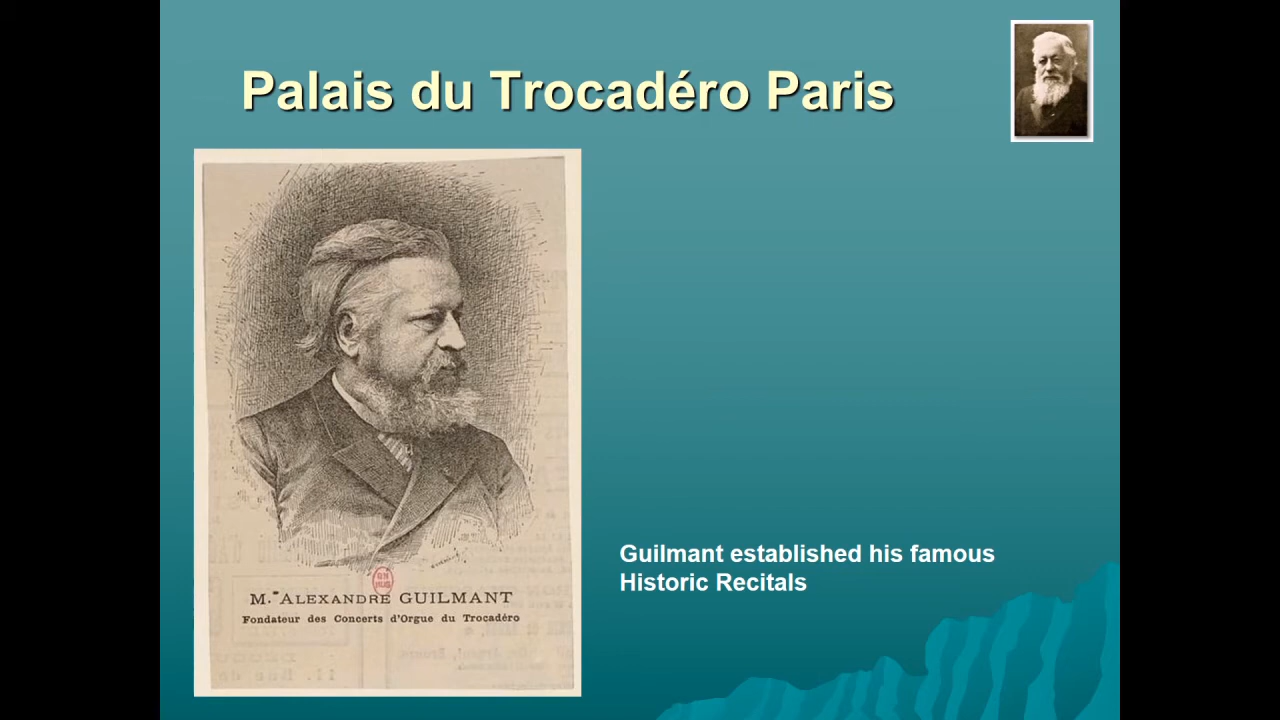 Palais du Trocadéro Paris
M.r ALEXANDRE GUILMANT
Fondateur des Concerts d'Orgue du Trocadéro
Guilmant established his famous
Historic Recitals